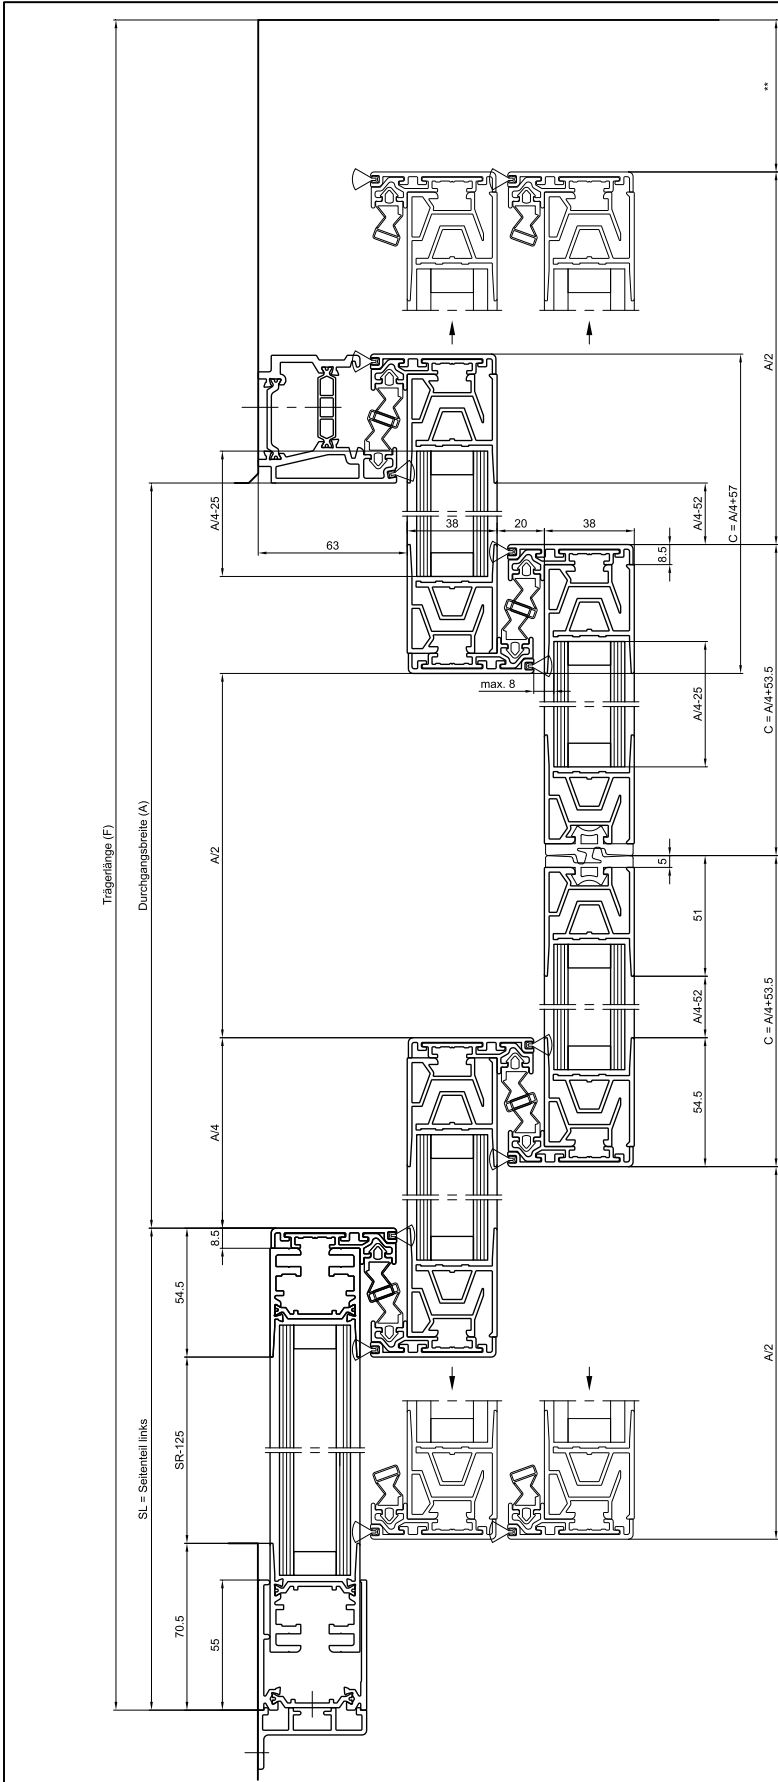 **
A/2
A/4-25
A/4-52
C = A/4+57
38
20
38
63
8.5
max. 8
A/4-25
C = A/4+53.5
Trägerlänge (F)
Durchgangsbreite (A)
A/2
5
51
A/4-52
C = A/4+53.5
54.5
A/4
8.5
54.5
A/2
SL = Seitenteil links
SR-125
70.5
55